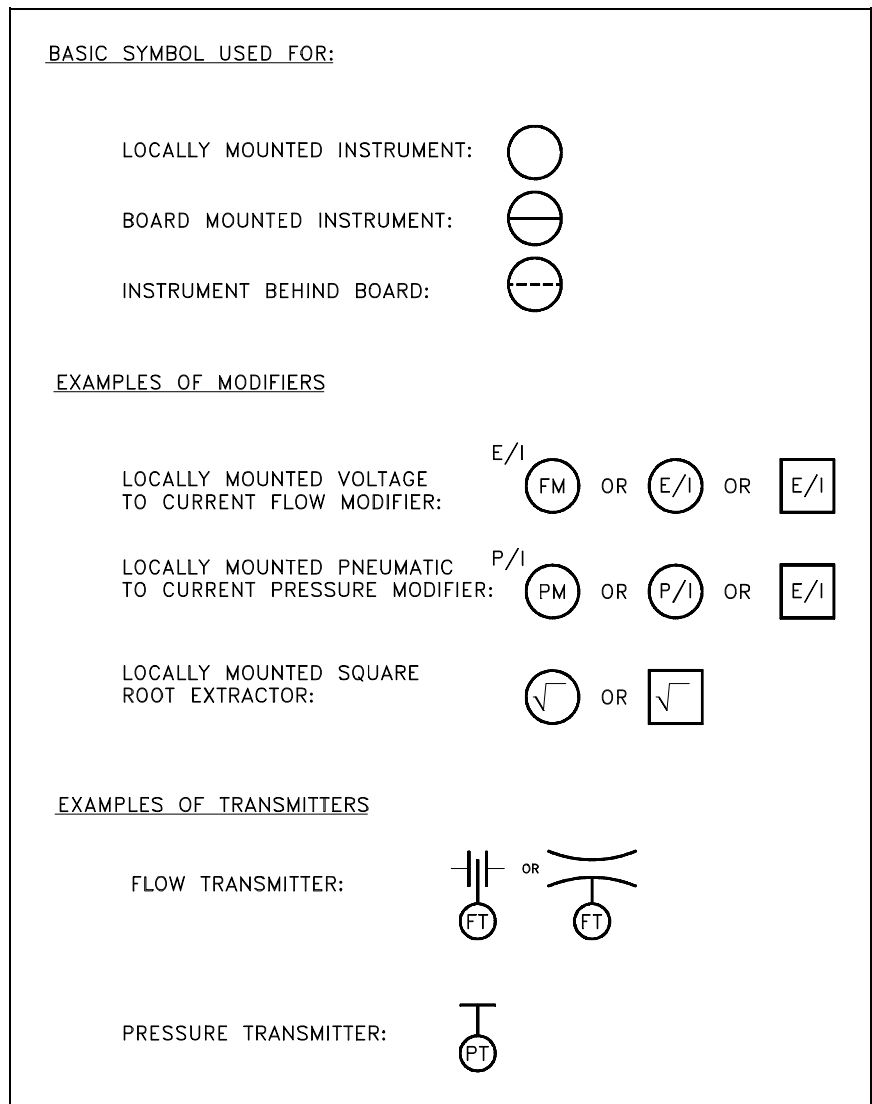 BASIC SYMBOL USED FOR:
LOCALLY MOUNTED INSTRUMENT:
BOARD MOUNTED INSTRUMENT:
INSTRUMENT BEHIND BOARD:
EXAMPLES OF MODIFIERS
LOCALLY MOUNTED VOLTAGE
TO CURRENT FLOW MODIFIER:
E/I
FM OR E/I OR E/I
LOCALLY MOUNTED PNEUMATIC
TO CURRENT PRESSURE MODIFIER:
P/I
PM OR P/I OR E/I
LOCALLY MOUNTED SQUARE
ROOT EXTRACTOR:
√ OR √
EXAMPLES OF TRANSMITTERS
FLOW TRANSMITTER:
OR
FT FT
PRESSURE TRANSMITTER:
PT